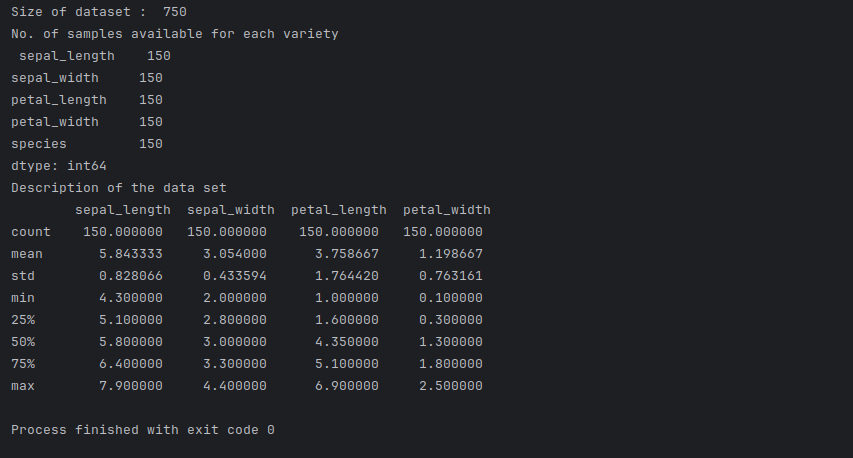 Size of dataset :  750
No. of samples available for each variety
 sepal_length    150
sepal_width     150
petal_length    150
petal_width     150
species         150
dtype: int64
Description of the data set
        sepal_length  sepal_width  petal_length  petal_width
count    150.000000   150.000000    150.000000   150.000000
mean       5.843333     3.054000      3.758667     1.198667
std        0.828066     0.433594      1.764420     0.763161
min        4.300000     2.000000      1.000000     0.100000
25%        5.100000     2.800000      1.600000     0.300000
50%        5.800000     3.000000      4.350000     1.300000
75%        6.400000     3.300000      5.100000     1.800000
max        7.900000     4.400000      6.900000     2.500000
Process finished with exit code 0